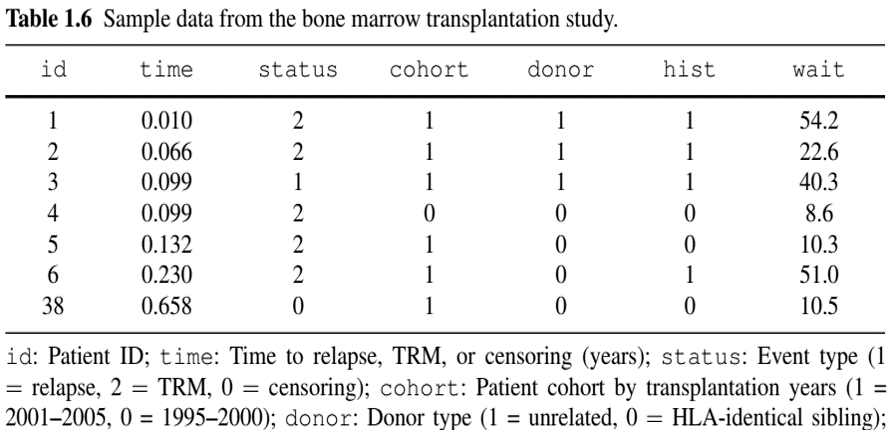 Table 1.6 Sample data from the bone marrow transplantation study.
id time status cohort donor hist wait
1 0.010 2 1 1 1 54.2
2 0.066 2 1 1 1 22.6
3 0.099 1 1 1 1 40.3
4 0.099 2 0 0 0 8.6
5 0.132 2 1 0 0 10.3
6 0.230 2 1 0 1 51.0
38 0.658 0 1 0 0 10.5
id: Patient ID; time: Time to relapse, TRM, or censoring (years); status: Event type (1
= relapse, 2 = TRM, 0 = censoring); cohort: Patient cohort by transplantation years (1 =
2001–2005, 0 = 1995–2000); donor: Donor type (1 = unrelated, 0 = HLA-identical sibling);